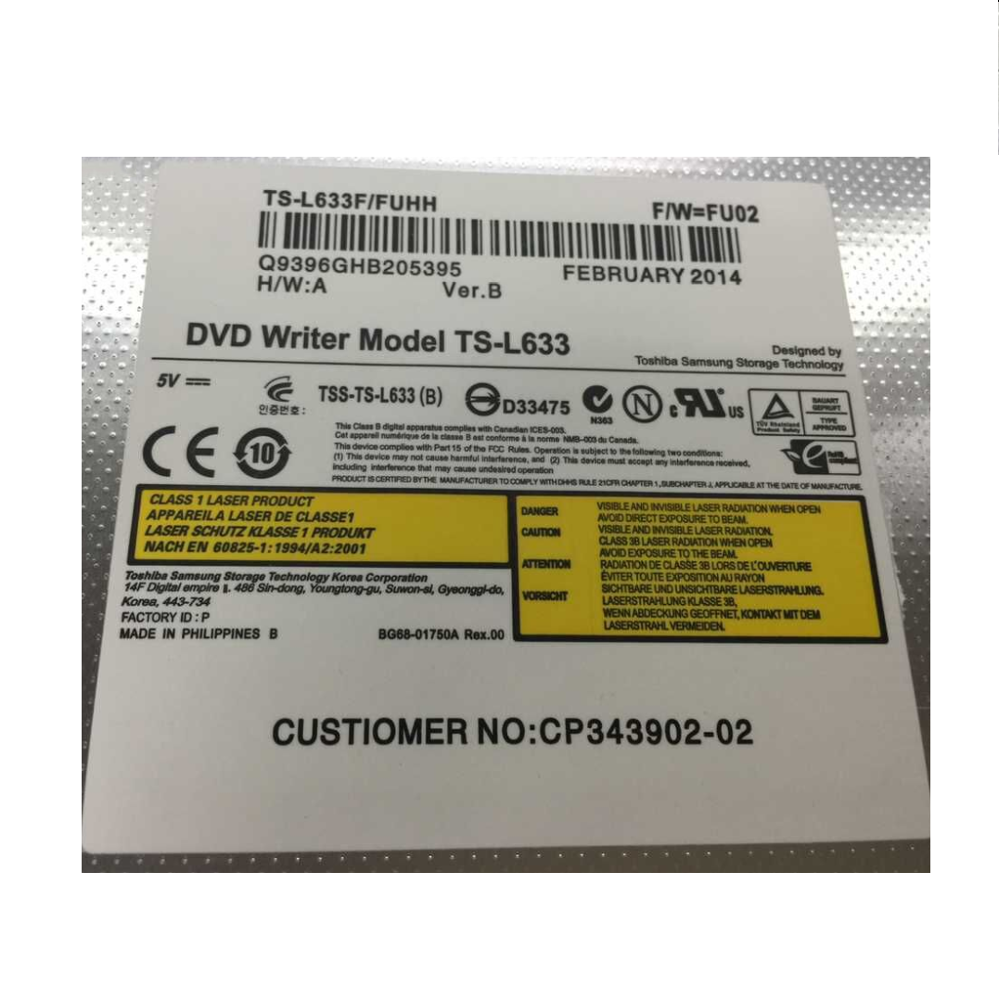 TS-L633F/FUHH
F/W=FU02
Q9396GHB205395
FEBRUARY 2014
H/W:A
Ver.B
DVD Writer Model TS-L633
Designed by
Toshiba Samsung Storage Technology
5V
인증번호:
TSS-TS-L633 (B)
D33475
N363
N
c RU US
TÜV Rheinland
Product Safety
BAUART
GEPRÜFT
TYPE
APPROVED
CE
10
RoHS
compliant
This Class B digital apparatus complies with Canadian ICES-003.
Cet appareil numérique de la classe B est conforme à la norme NMB-003 du Canada.
This device complies with Part 15 of the FCC Rules. Operation is subject to the following two conditions:
(1) This device may not cause harmful interference, and (2) This device must accept any interference received,
including interference that may cause undesired operation
PRODUCT IS CERTIFIED BY THE MANUFACTURER TO COMPLY WITH DHHS RULE 21CFR CHAPTER 1, SUBCHAPTER J, APPLICABLE AT THE DATE OF MANUFACTURE.
CLASS 1 LASER PRODUCT
APPAREIL A LASER DE CLASSE1
LASER SCHUTZ KLASSE 1 PRODUKT
NACH EN 60825-1:1994/A2:2001
DANGER
VISIBLE AND INVISIBLE LASER RADIATION WHEN OPEN
AVOID DIRECT EXPOSURE TO BEAM.
CAUTION
VISIBLE AND INVISIBLE LASER RADIATION.
CLASS 3B LASER RADIATION WHEN OPEN
AVOID EXPOSURE TO THE BEAM.
ATTENTION
RADIATION DE CLASSE 3B LORS DE L'OUVERTURE
ÉVITER TOUTE EXPOSITION AU RAYON
VORSICHT
SICHTBARE UND UNSICHTBARE LASERSTRAHLUNG.
LASERSTRAHLUNG KLASSE 3B,
WENN ABDECKUNG GEOFFNET, KONTAKT MIT DEM
LASERSTRAHL VERMEIDEN.
Toshiba Samsung Storage Technology Korea Corporation
14F Digital empire Ⅱ. 486 Sin-dong, Youngtong-gu, Suwon-si, Gyeonggi-do,
Korea, 443-734
FACTORY ID : P
MADE IN PHILIPPINES B
BG68-01750A Rex.00
CUSTIOMER NO:CP343902-02